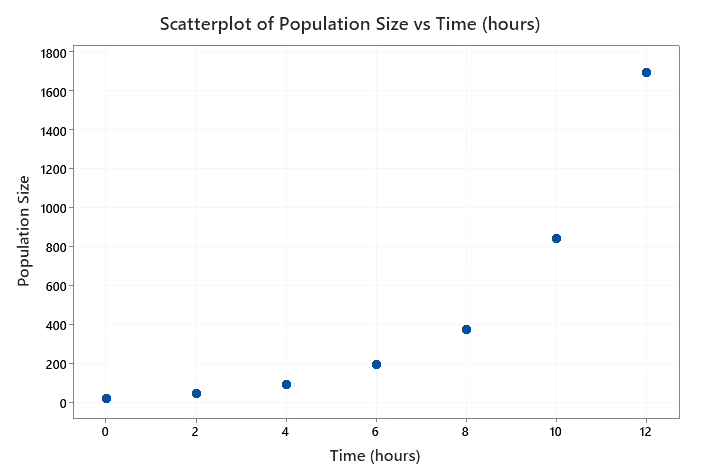 Scatterplot of Population Size vs Time (hours)
1800
1600
1400
1200
1000
800
600
400
200
0
Population Size
0 2 4 6 8 10 12
Time (hours)